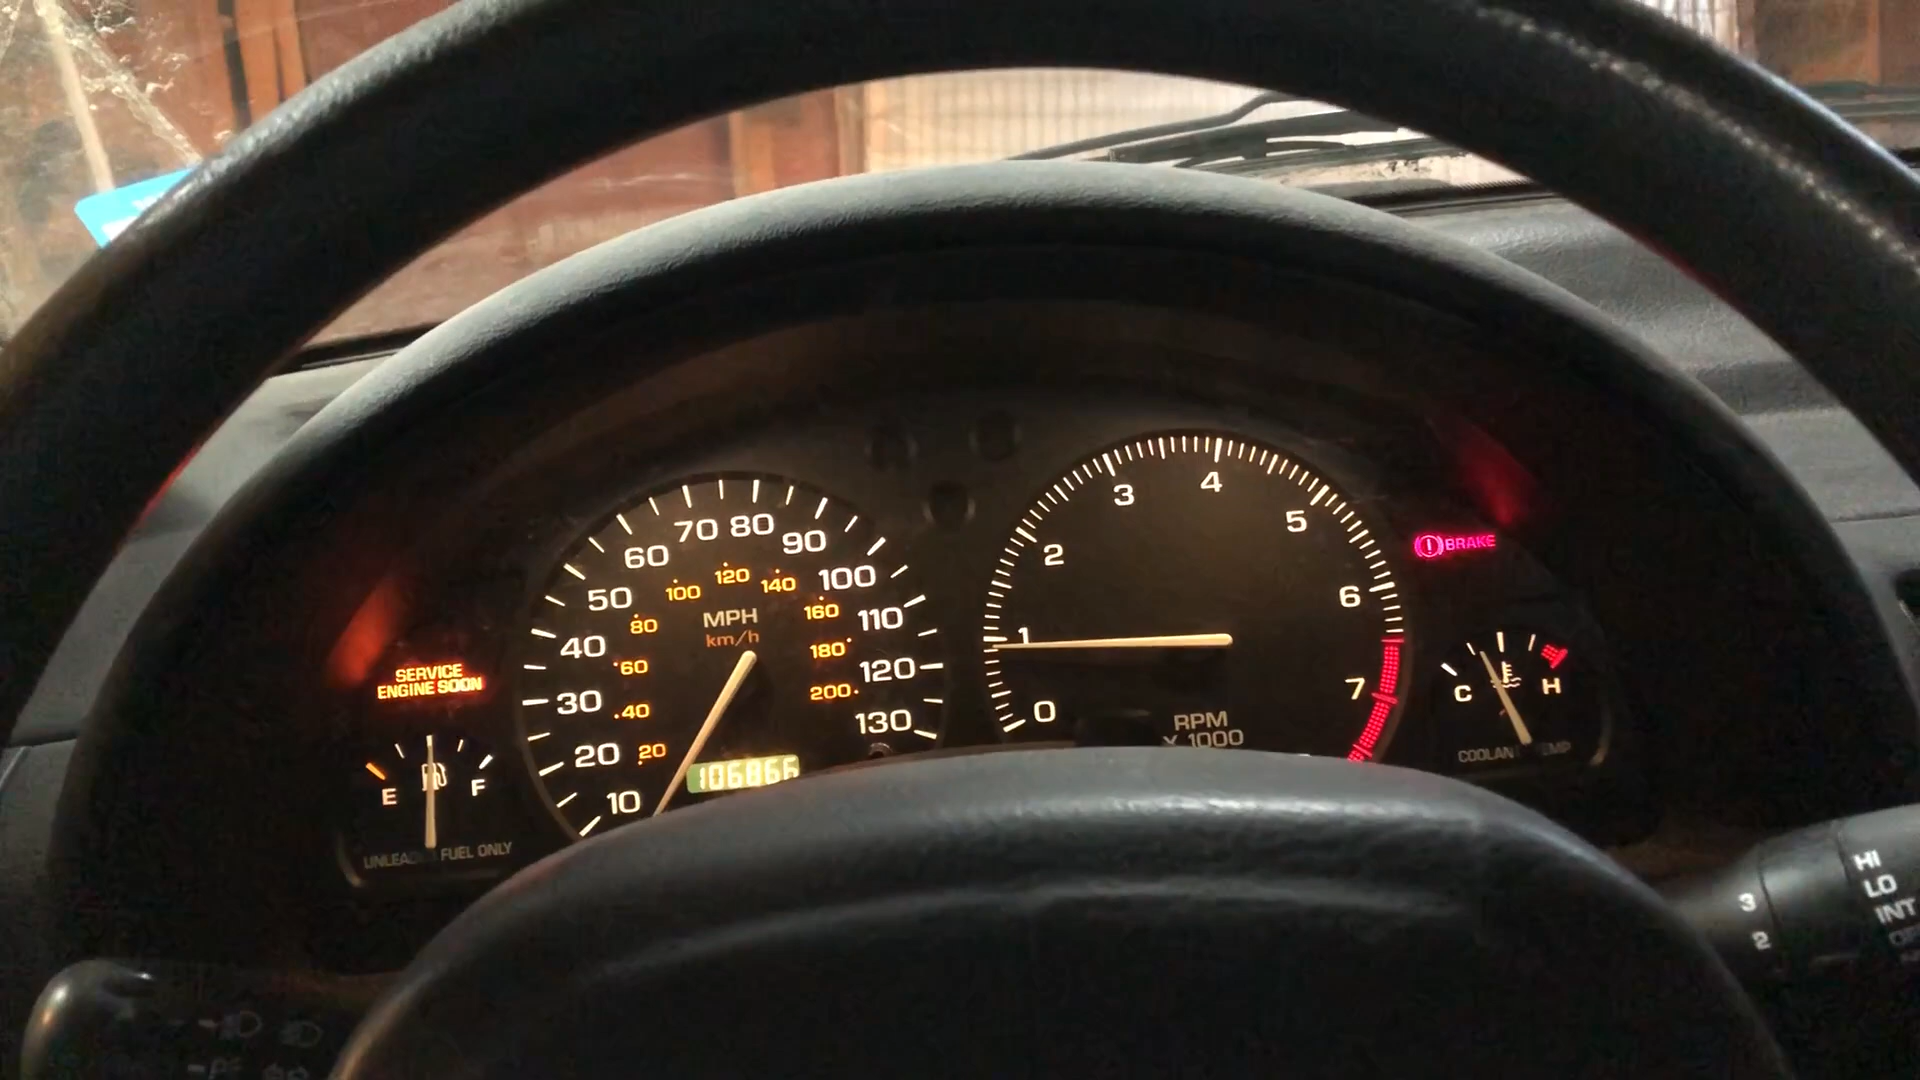 70 80
60
90
50
100
40
110
30
120
20
130
10
100
120
140
80
160
60
180
40
200
20
MPH
km/h
106866
3
4
2
5
1
6
0
7
RPM
X 1000
BRAKE
SERVICE
ENGINE SOON
E
F
FUEL ONLY
C
H
COOLANT
HI
LO
INT
3
2